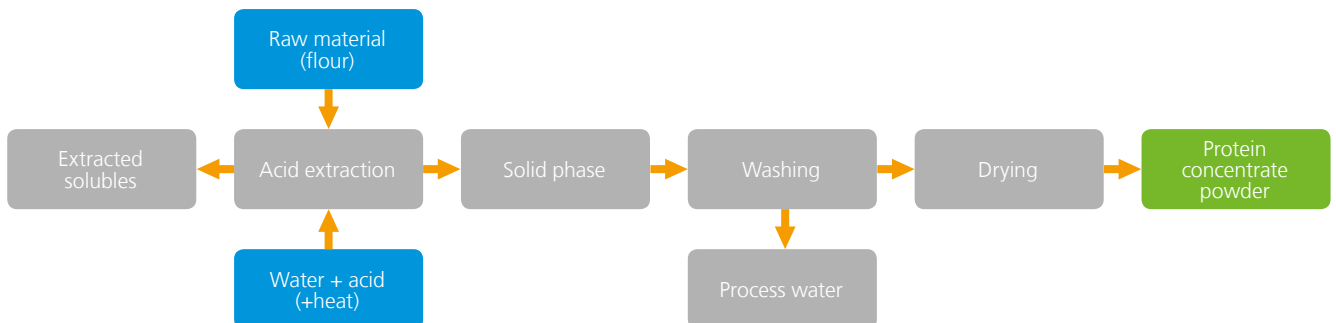 Raw material
(flour)
Extracted
solubles
Acid extraction
Solid phase
Washing
Drying
Protein
concentrate
powder
Water + acid
(+heat)
Process water